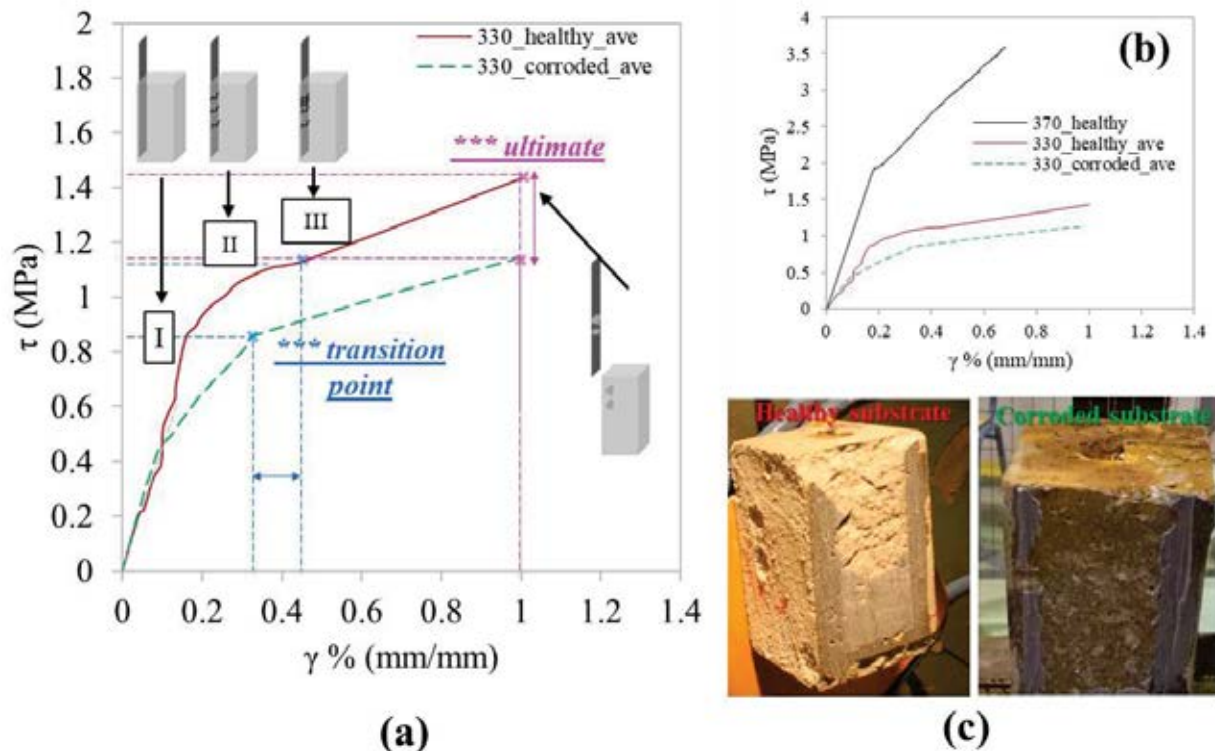 2
1.8
1.6
1.4
1.2
1
0.8
0.6
0.4
0.2
0
τ (MPa)
330_healthy_ave
330_corroded_ave
*** ultimate
III
II
I
*** transition
point
0 0.2 0.4 0.6 0.8 1 1.2 1.4
γ % (mm/mm)
(a)
(b)
4
3.5
3
2.5
2
1.5
1
0.5
0
τ (MPa)
370_healthy
330_healthy_ave
330_corroded_ave
0 0.2 0.4 0.6 0.8 1 1.2 1.4
γ % (mm/mm)
Healthy substrate
Corroded substrate
(c)